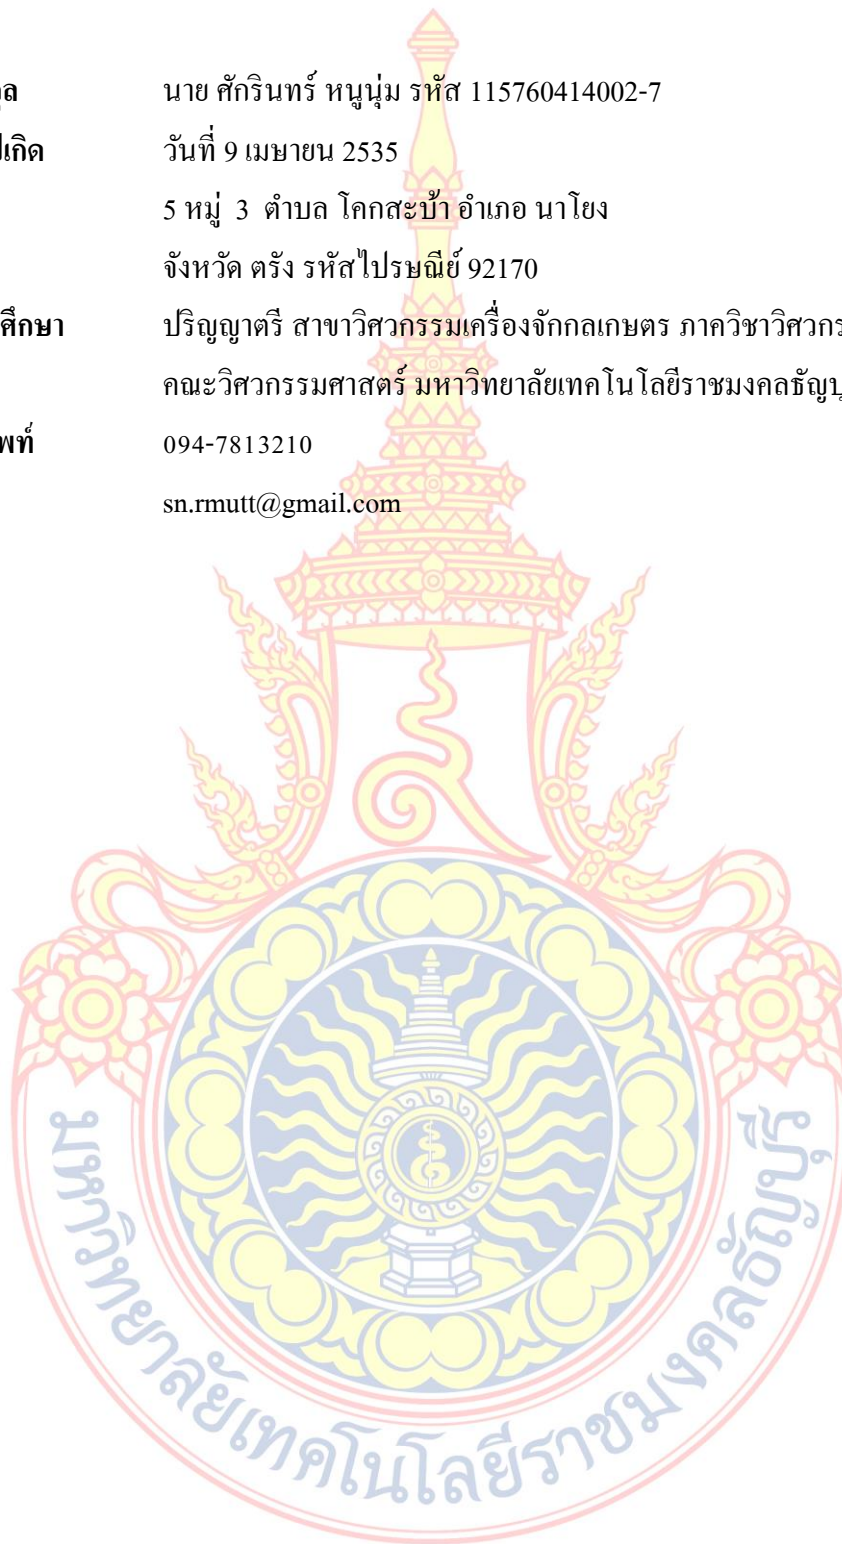 ุล นาย ศักรินทร์ หนูนุ่ม รหัส 115760414002-7
ปีเกิด วันที่ 9 เมษายน 2535
5 หมู่ 3 ตำบล โคกสะบ้า อำเภอ นาโยง
จังหวัด ตรัง รหัสไปรษณีย์ 92170
ศึกษา ปริญญาตรี สาขาวิศวกรรมเครื่องจักกลเกษตร ภาควิชาวิศวกร
คณะวิศวกรรมศาสตร์ มหาวิทยาลัยเทคโนโลยีราชมงคลธัญบุ
พท์ 094-7813210
sn.rmutt@gmail.com
มหาวิทยาลัยเทคโนโลยีราชมงคลธัญบุรี